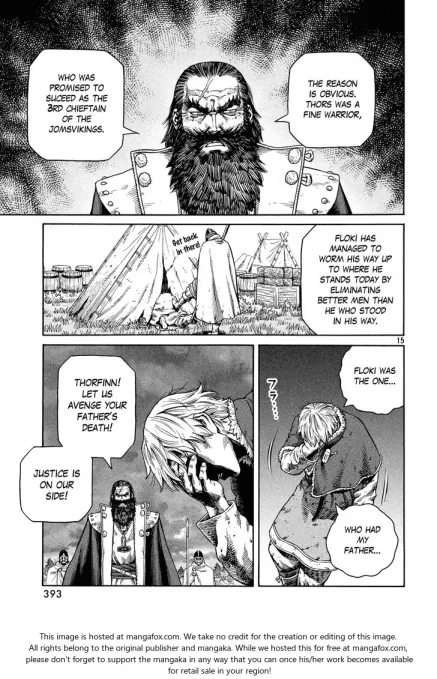 THE REASON
IS OBVIOUS.
THORS WAS A
FINE WARRIOR,
WHO WAS
PROMISED TO
SUCEED AS THE
3RD CHIEFTAIN
OF THE
JOMSVIKINGS.
FLOKI HAS
MANAGED TO
WORM HIS WAY UP
TO WHERE HE
STANDS TODAY BY
ELIMINATING
BETTER MEN THAN
HE WHO STOOD
IN HIS WAY.
Get back
in there!
15
FLOKI WAS
THE ONE...
フラ……
WHO HAD
MY
FATHER...
THORFINN!
LET US
AVENGE YOUR
FATHER'S
DEATH!
JUSTICE IS
ON OUR
SIDE!
393
This image is hosted at mangafox.com. We take no credit for the creation or editing of this image.
All rights belong to the original publisher and mangaka. While we hosted this for free at mangafox.com,
please don't forget to support the mangaka in any way that you can once his/her work becomes available
for retail sale in your region!